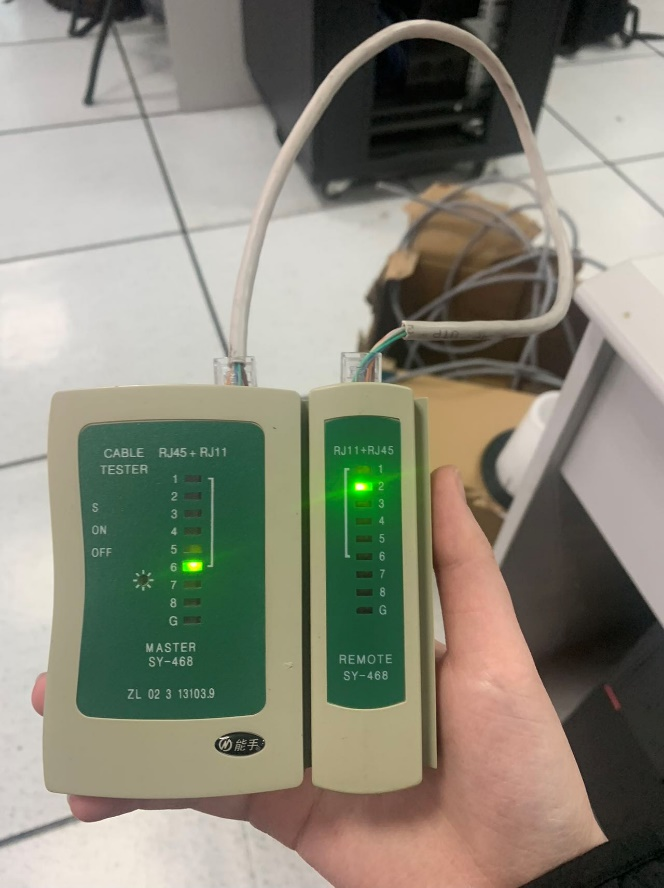 CABLE RJ45+RJ11
TESTER
1
2
S 3
ON 4
OFF 5
6
7
8
G
MASTER
SY-468
ZL 02 3 13103.9
能手
RJ11+RJ45
1
2
3
4
5
6
7
8
G
REMOTE
SY-468